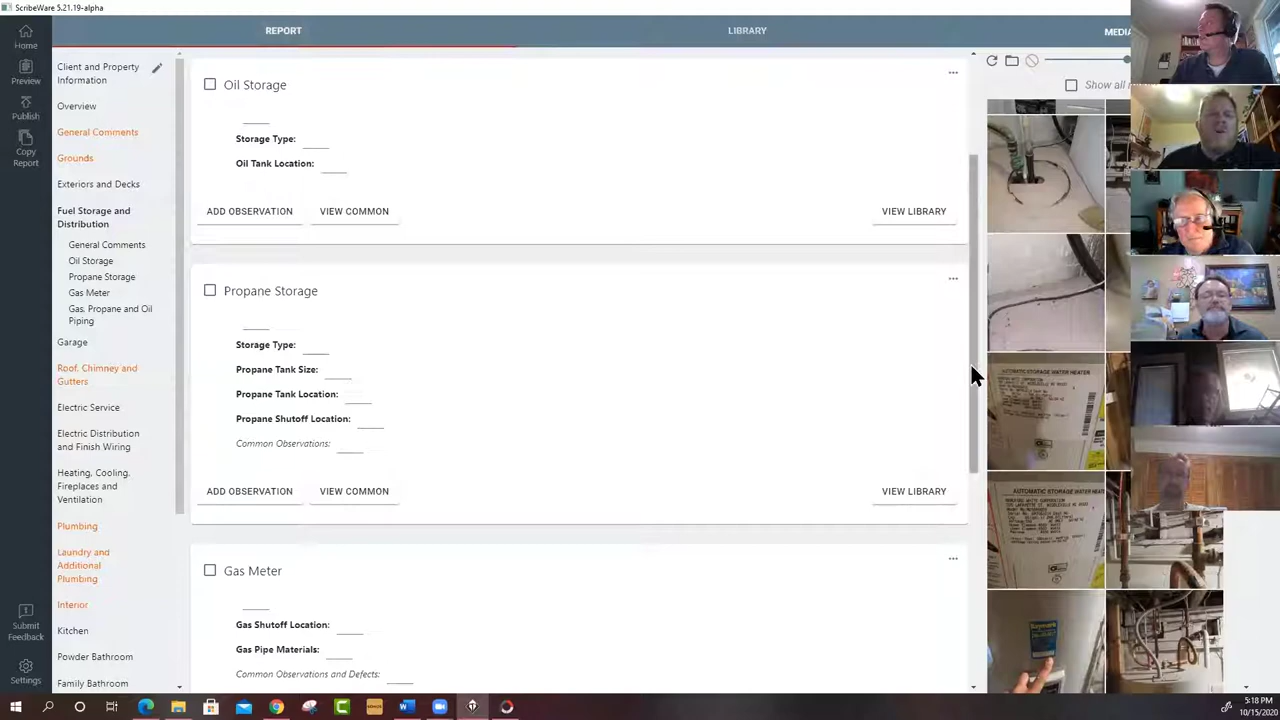 ScribeWare 5.21.19-alpha
REPORT
LIBRARY
MEDIA
Home
Preview
Publish
Copy
Report
Submit
Feedback
Settings
Client and Property
Information
Overview
General Comments
Grounds
Exteriors and Decks
Fuel Storage and
Distribution
General Comments
Oil Storage
Propane Storage
Gas Meter
Gas, Propane and Oil
Piping
Garage
Roof, Chimney and
Gutters
Electric Service
Electric Distribution
and Finish Wiring
Heating, Cooling,
Fireplaces and
Ventilation
Plumbing
Laundry and
Additional
Plumbing
Interior
Kitchen
Powder Bathroom
Family Bathroom
Oil Storage
Storage Type:
Oil Tank Location:
ADD OBSERVATION
VIEW COMMON
VIEW LIBRARY
Propane Storage
Storage Type:
Propane Tank Size:
Propane Tank Location:
Propane Shutoff Location:
Common Observations:
ADD OBSERVATION
VIEW COMMON
VIEW LIBRARY
Gas Meter
Gas Shutoff Location:
Gas Pipe Materials:
Common Observations and Defects:
Show all
AUTOMATIC STORAGE WATER HEATER
AUTOMATIC STORAGE WATER HEATE
5:18 PM
10/15/2020